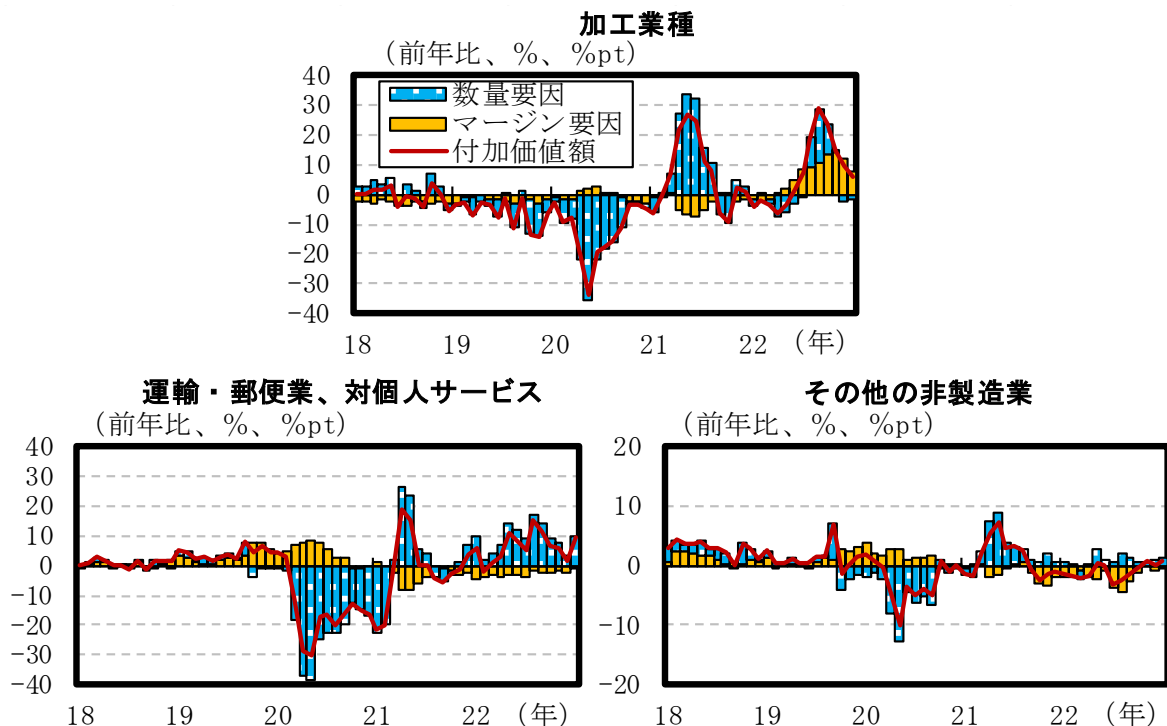 加工業種
(前年比、%、%pt)
40
30
20
10
0
-10
-20
-30
-40
数量要因
マージン要因
付加価値額
18 19 20 21 22 (年)
運輸・郵便業、対個人サービス
(前年比、%、%pt)
40
30
20
10
0
-10
-20
-30
-40
18 19 20 21 22 (年)
その他の非製造業
(前年比、%、%pt)
20
10
0
-10
-20
18 19 20 21 22 (年)